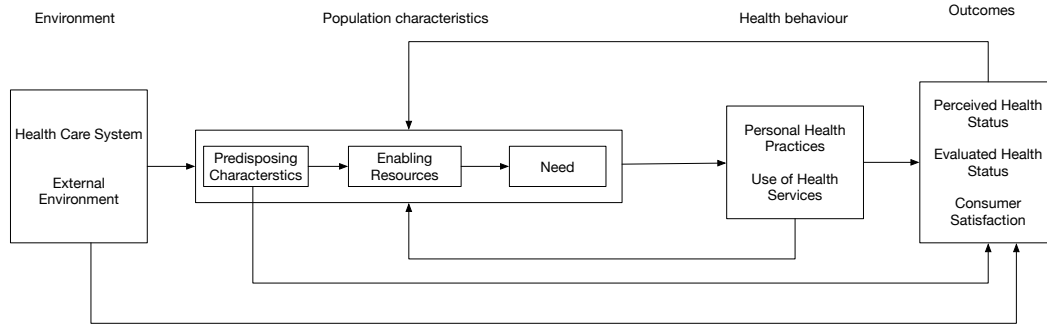 Environment
Population characteristics
Health behaviour
Outcomes
Health Care System
External
Environment
Predisposing
Characterstics
Enabling
Resources
Need
Personal Health
Practices
Use of Health
Services
Perceived Health
Status
Evaluated Health
Status
Consumer
Satisfaction